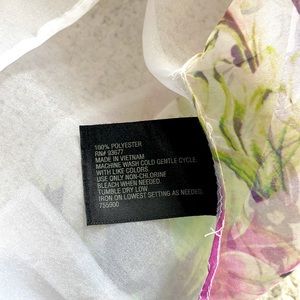 100% POLYESTER
RN# 93677
MADE IN VIETNAM
MACHINE WASH COLD GENTLE CYCLE
WITH LIKE COLORS
USE ONLY NON-CHLORINE
BLEACH WHEN NEEDED
TUMBLE DRY LOW
IRON ON LOWEST SETTING AS NEEDED
755900